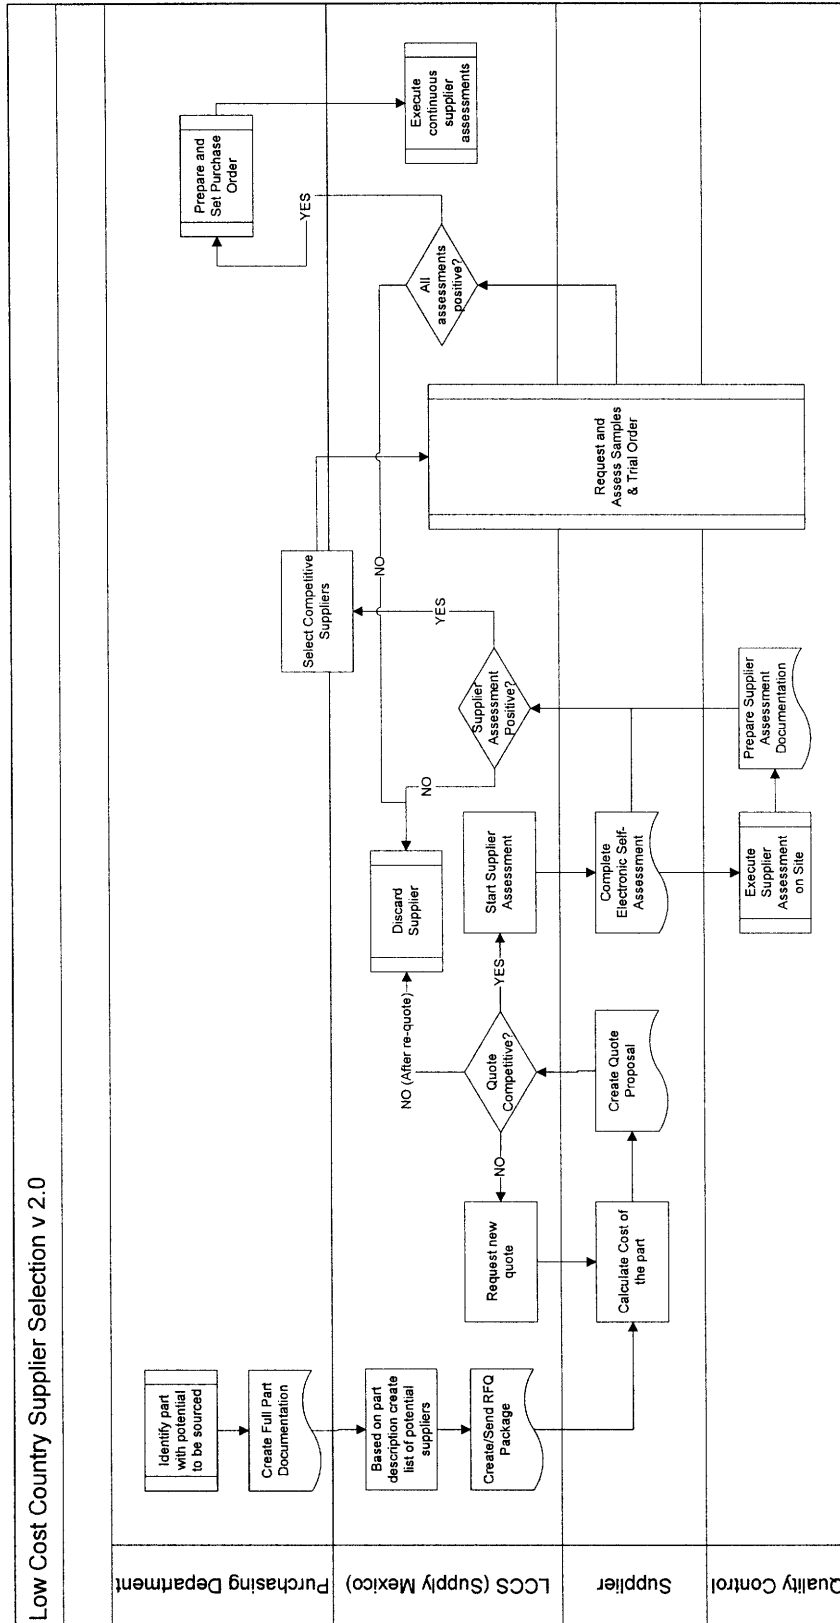 Low Cost Country Supplier Selection v 2.0
Purchasing Department
Identify part
with potential
to be sourced
Create Full Part
Documentation
Select Competitive
Suppliers
Prepare and
Set Purchase
Order
YES
LCCS (Supply Mexico)
Based on part
description create
list of potential
suppliers
Create/Send RFQ
Package
Request new
quote
NO
Quote
Competitive?
NO (After re-quote)
YES
Discard
Supplier
Start Supplier
Assessment
NO
Supplier
Assessment
Positive?
YES
NO
All
assessments
positive?
Execute
continuous
supplier
assessments
Supplier
Calculate Cost of
the part
Create Quote
Proposal
Complete
Electronic Self-
Assessment
Request and
Assess Samples
& Trial Order
Quality Control
Execute
Supplier
Assessment
on Site
Prepare Supplier
Assessment
Documentation